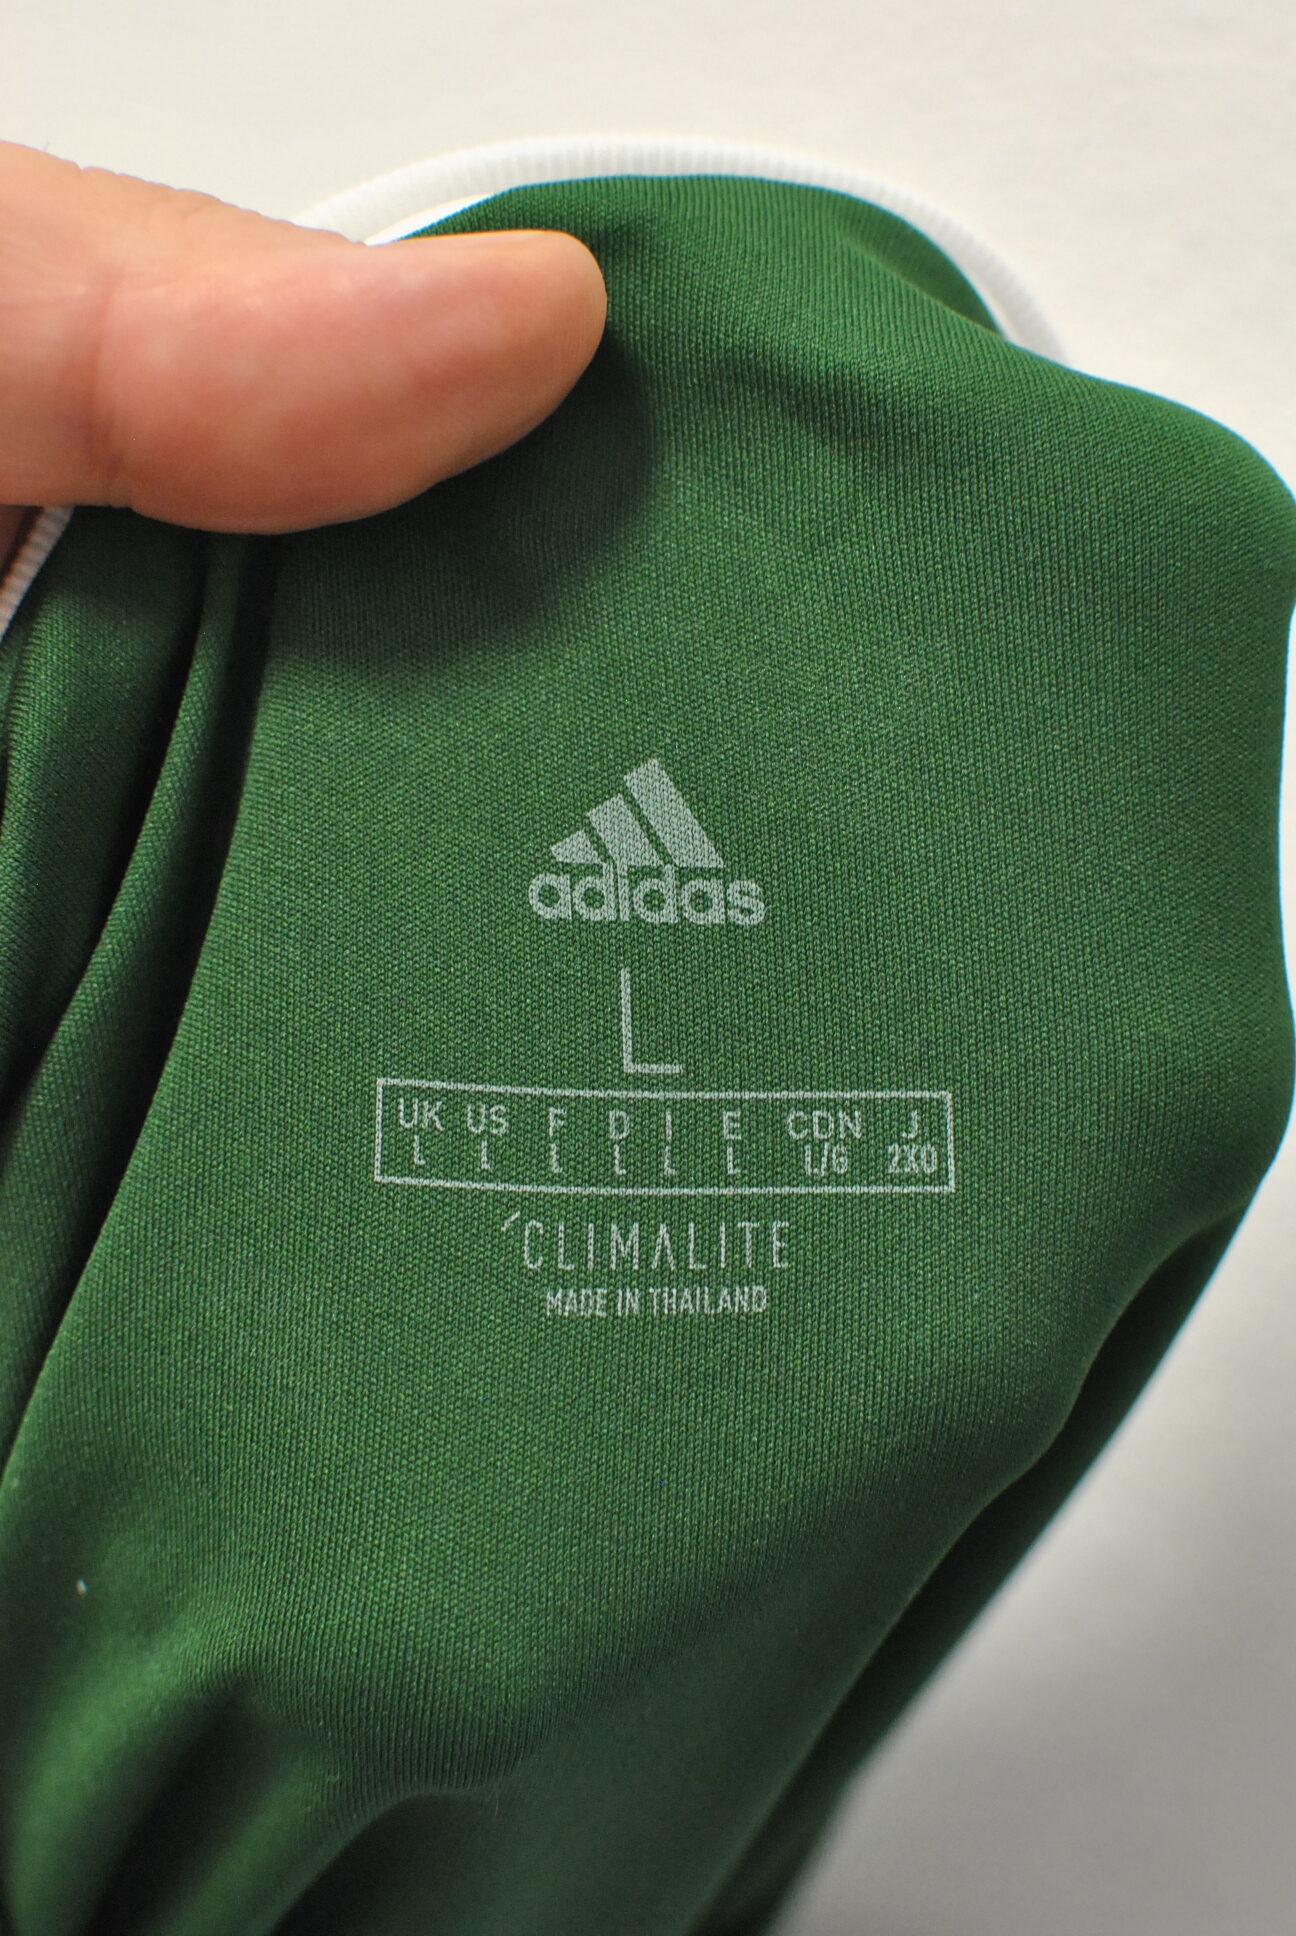 adidas
L
UK US F D I E CDN J
L L L L L L L/G 2XO
CLIMALITE
MADE IN THAILAND